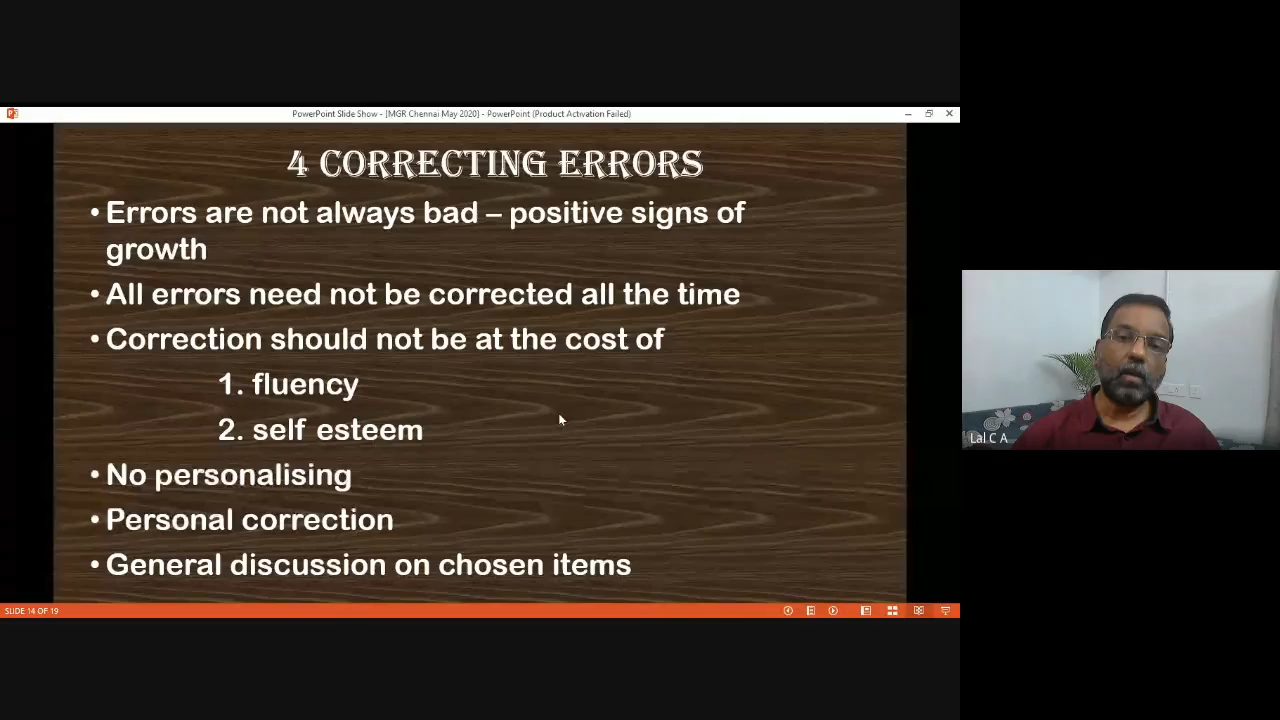 PowerPoint Slide Show - [MGR Chennai May 2020] - PowerPoint (Product Activation Failed)
4 CORRECTING ERRORS
• Errors are not always bad – positive signs of
growth
• All errors need not be corrected all the time
• Correction should not be at the cost of
1. fluency
2. self esteem
• No personalising
• Personal correction
• General discussion on chosen items
SLIDE 14 OF 19
Lal C A